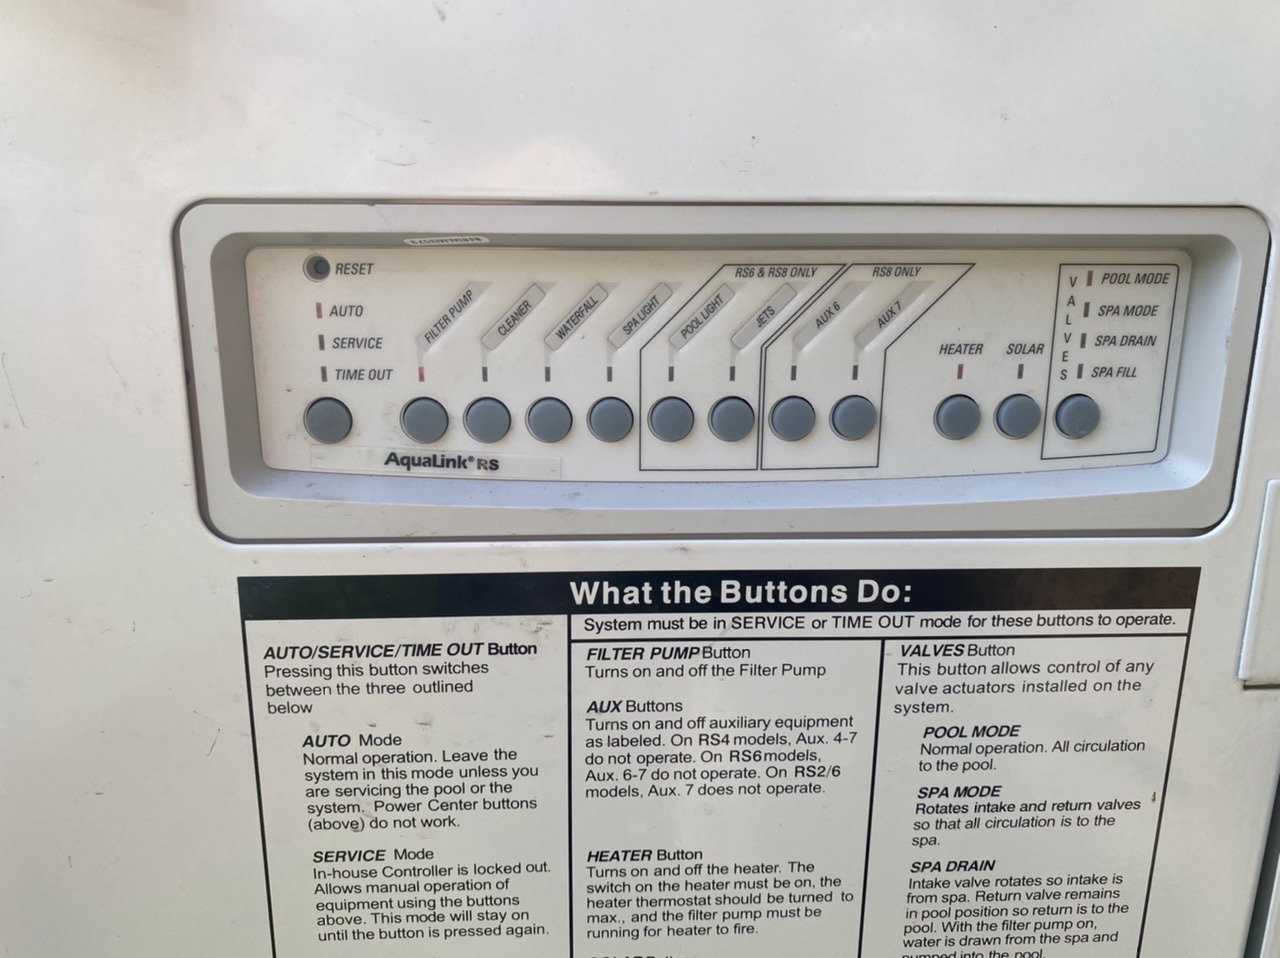 RESET
AUTO
SERVICE
TIME OUT
FILTER PUMP
CLEANER
WATERFALL
SPA LIGHT
RS6 & RS8 ONLY
POOL LIGHT
JETS
RS8 ONLY
AUX 6
AUX 7
HEATER
SOLAR
VALVES
POOL MODE
SPA MODE
SPA DRAIN
SPA FILL
AquaLink® RS
What the Buttons Do:
System must be in SERVICE or TIME OUT mode for these buttons to operate.
AUTO/SERVICE/TIME OUT Button
Pressing this button switches
between the three outlined
below
AUTO Mode
Normal operation. Leave the
system in this mode unless you
are servicing the pool or the
system. Power Center buttons
(above) do not work.
SERVICE Mode
In-house Controller is locked out.
Allows manual operation of
equipment using the buttons
above. This mode will stay on
until the button is pressed again.
FILTER PUMP Button
Turns on and off the Filter Pump
AUX Buttons
Turns on and off auxiliary equipment
as labeled. On RS4 models, Aux. 4-7
do not operate. On RS6 models,
Aux. 6-7 do not operate. On RS2/6
models, Aux. 7 does not operate.
HEATER Button
Turns on and off the heater. The
switch on the heater must be on, the
heater thermostat should be turned to
max., and the filter pump must be
running for heater to fire.
VALVES Button
This button allows control of any
valve actuators installed on the
system.
POOL MODE
Normal operation. All circulation
to the pool.
SPA MODE
Rotates intake and return valves
so that all circulation is to the
spa.
SPA DRAIN
Intake valve rotates so intake is
from spa. Return valve remains
in pool position so return is to the
pool. With the filter pump on,
water is drawn from the spa and
pumped into the pool.